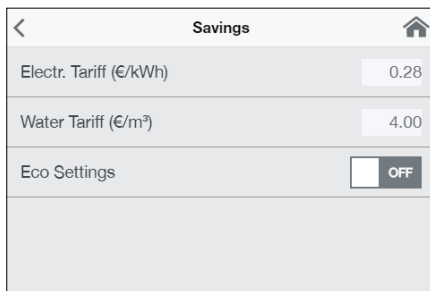 Savings
Electr. Tariff (€/kWh) 0.28
Water Tariff (€/m³) 4.00
Eco Settings OFF